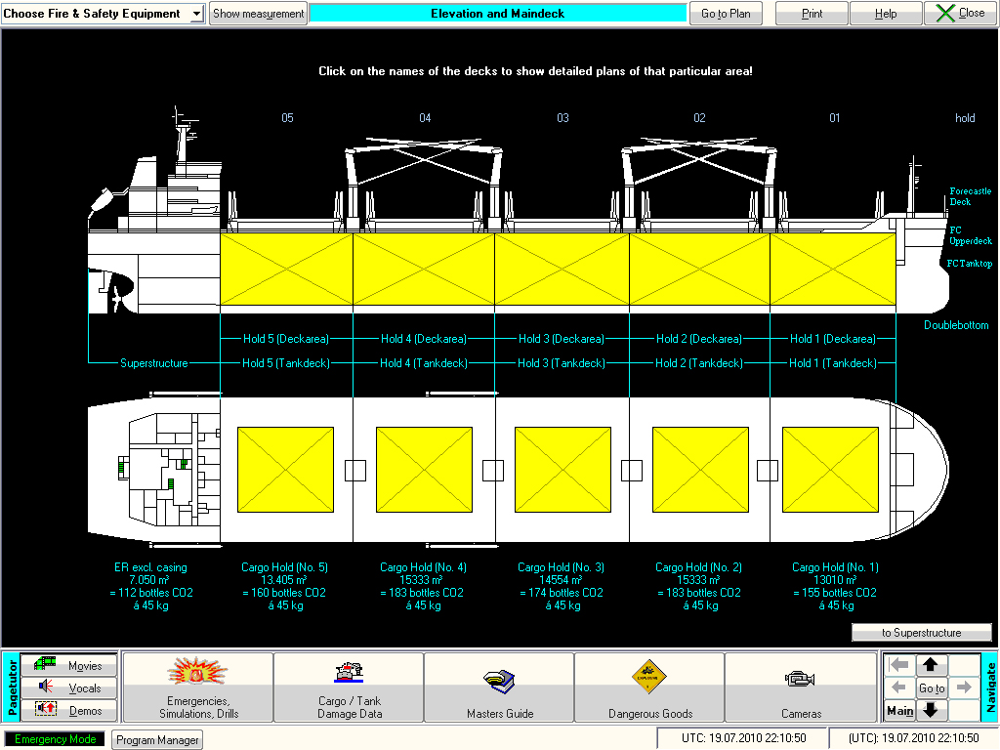 Choose Fire & Safety Equipment
Show measurement
Elevation and Maindeck
Go to Plan
Print
Help
Close
Click on the names of the decks to show detailed plans of that particular area!
05 04 03 02 01 hold
Forecastle
Deck
FC
Upperdeck
FC Tanktop
Doublebottom
Hold 5 (Deckarea) Hold 4 (Deckarea) Hold 3 (Deckarea) Hold 2 (Deckarea) Hold 1 (Deckarea)
Superstructure Hold 5 (Tankdeck) Hold 4 (Tankdeck) Hold 3 (Tankdeck) Hold 2 (Tankdeck) Hold 1 (Tankdeck)
ER excl. casing
7.050 m³
= 112 bottles CO2
á 45 kg
Cargo Hold (No. 5)
13.405 m³
= 160 bottles CO2
á 45 kg
Cargo Hold (No. 4)
15333 m³
= 183 bottles CO2
á 45 kg
Cargo Hold (No. 3)
14554 m³
= 174 bottles CO2
á 45 kg
Cargo Hold (No. 2)
15333 m³
= 183 bottles CO2
á 45 kg
Cargo Hold (No. 1)
13010 m³
= 155 bottles CO2
á 45 kg
to Superstructure
Pagetutor
Movies
Vocals
Demos
Emergencies,
Simulations, Drills
Cargo / Tank
Damage Data
Masters Guide
EXPLOSIVE
Dangerous Goods
Cameras
Go to
Main
Navigate
Emergency Mode
Program Manager
UTC: 19.07.2010 22:10:50
(UTC): 19.07.2010 22:10:50